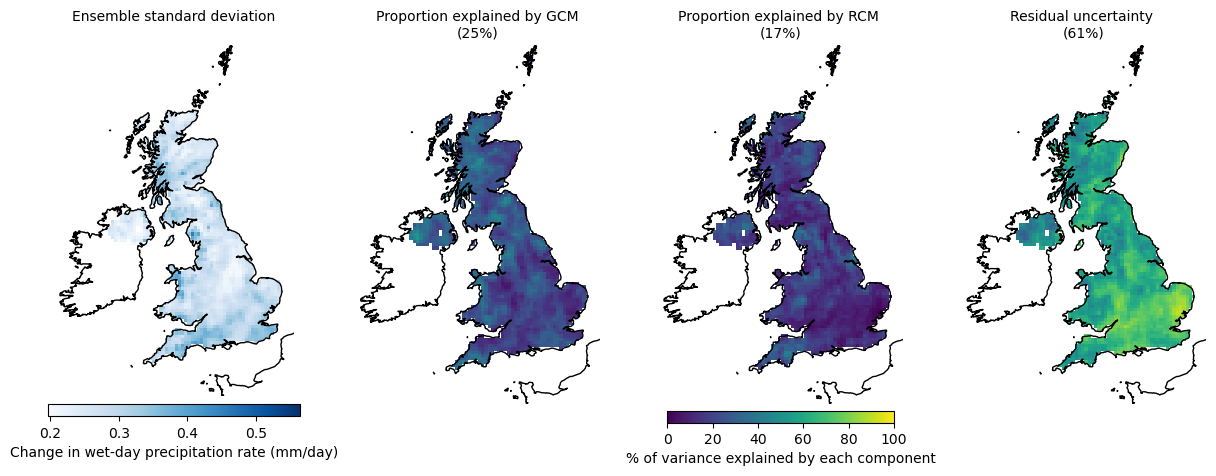 Ensemble standard deviation
Proportion explained by GCM
(25%)
Proportion explained by RCM
(17%)
Residual uncertainty
(61%)
0.2 0.3 0.4 0.5
Change in wet-day precipitation rate (mm/day)
0 20 40 60 80 100
% of variance explained by each component